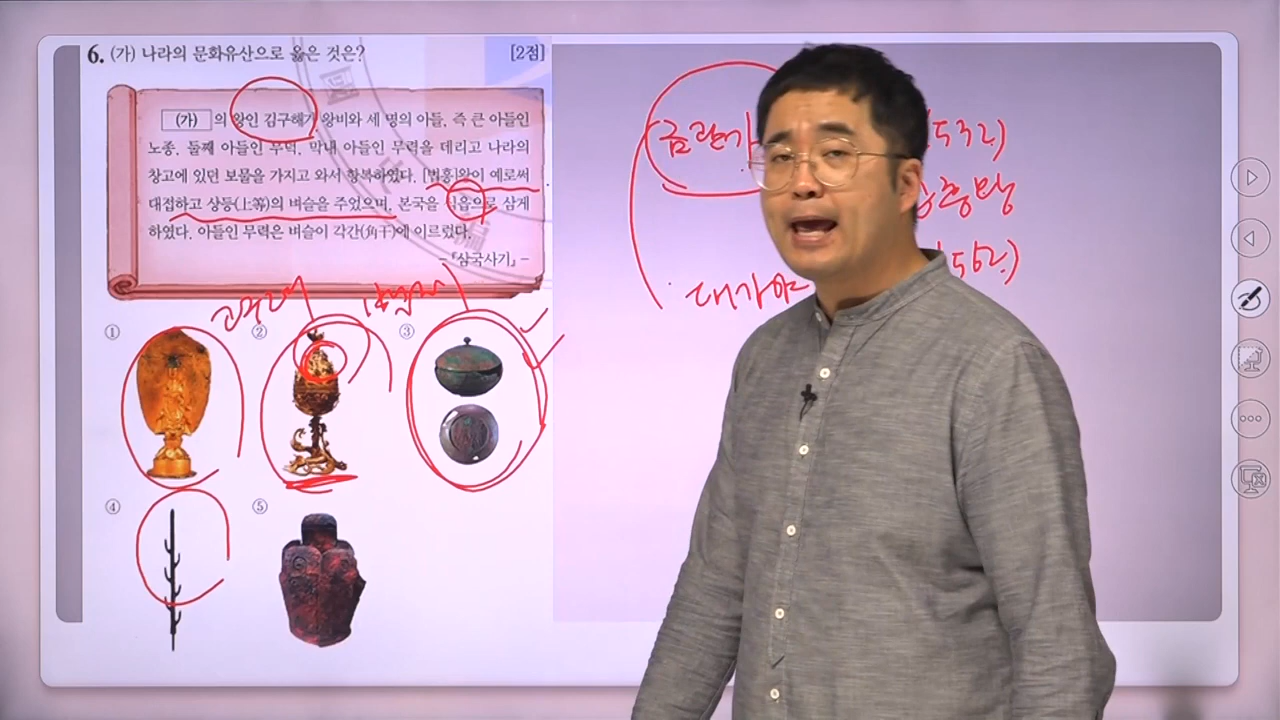 6. (가) 나라의 문화유산으로 옳은 것은? [2점]
(가) 의 왕인 김구해가 왕비와 세 명의 아들, 즉 큰 아들인
노종, 둘째 아들인 무덕, 막내 아들인 무력을 데리고 나라의
창고에 있던 보물을 가지고 와서 항복하였다. [법흥]왕이 예로써
대접하고 상등(上等)의 벼슬을 주었으며, 본국을 식읍으로 삼게
하였다. 아들인 무력은 벼슬이 각간(角干)에 이르렀다.
-『삼국사기』-
① ② ③
④ ⑤
금관가
532)
대가야
562)